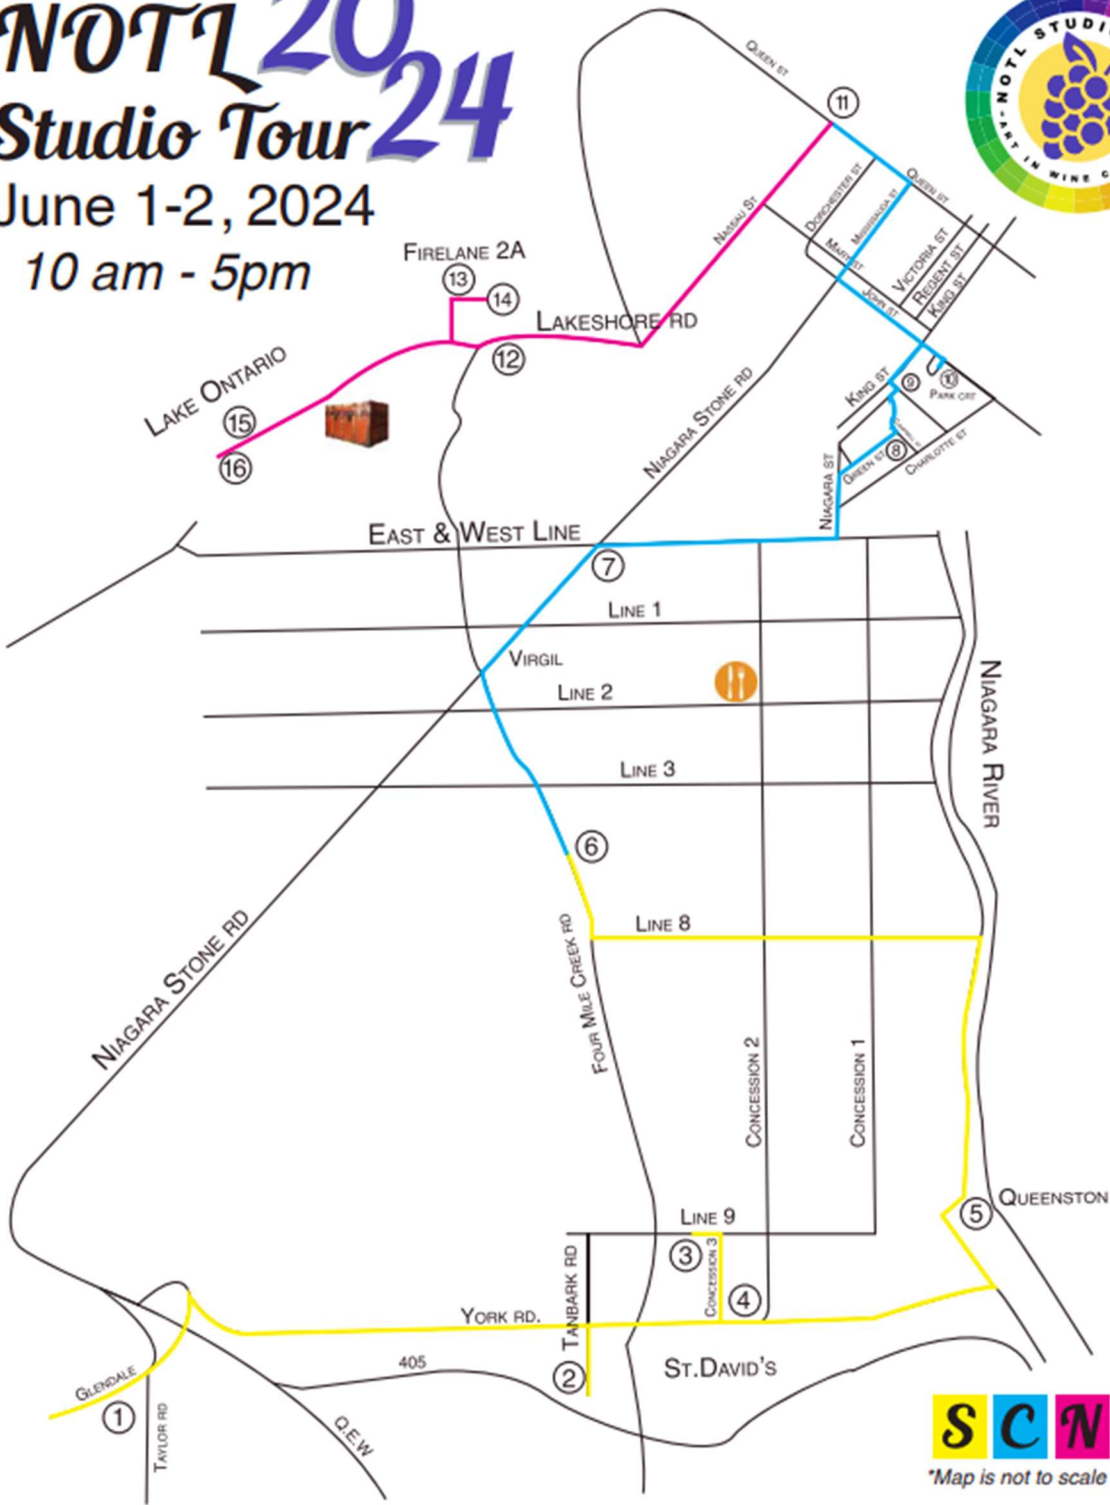 NOTL 2024
Studio Tour
June 1-2, 2024
10 am - 5pm
NOTL STUDI
ART IN WINE C
QUEEN ST
11
DORCHESTER ST
QUEEN ST
MISSISSAUGA ST
NASSAU ST
MARY ST
VICTORIA ST
REGENT ST
KING ST
JOHN ST
FIRELANE 2A
13
14
LAKESHORE RD
12
LAKE ONTARIO
15
16
KING ST
9
10
PARK CRT
NIAGARA STONE RD
8
GREEN ST
CHARLOTTE ST
NIAGARA ST
EAST & WEST LINE
7
LINE 1
VIRGIL
LINE 2
NIAGARA RIVER
LINE 3
6
LINE 8
NIAGARA STONE RD
FOUR MILE CREEK RD
CONCESSION 2
CONCESSION 1
QUEENSTON
5
LINE 9
3
CONCESSION 3
TANBARK RD
4
YORK RD.
405
2
ST.DAVID'S
GLENDALE
1
TAYLOR RD
Q.E.W
S C N
*Map is not to scale